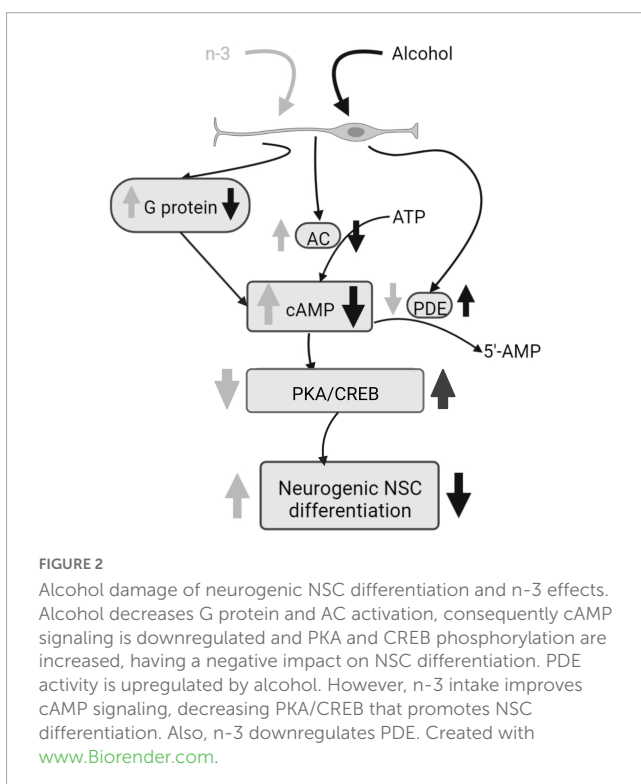 n-3
Alcohol
G protein
AC
ATP
cAMP
PDE
5'-AMP
PKA/CREB
Neurogenic NSC
differentiation
FIGURE 2
Alcohol damage of neurogenic NSC differentiation and n-3 effects.
Alcohol decreases G protein and AC activation, consequently cAMP
signaling is downregulated and PKA and CREB phosphorylation are
increased, having a negative impact on NSC differentiation. PDE
activity is upregulated by alcohol. However, n-3 intake improves
cAMP signaling, decreasing PKA/CREB that promotes NSC
differentiation. Also, n-3 downregulates PDE. Created with
www.Biorender.com.